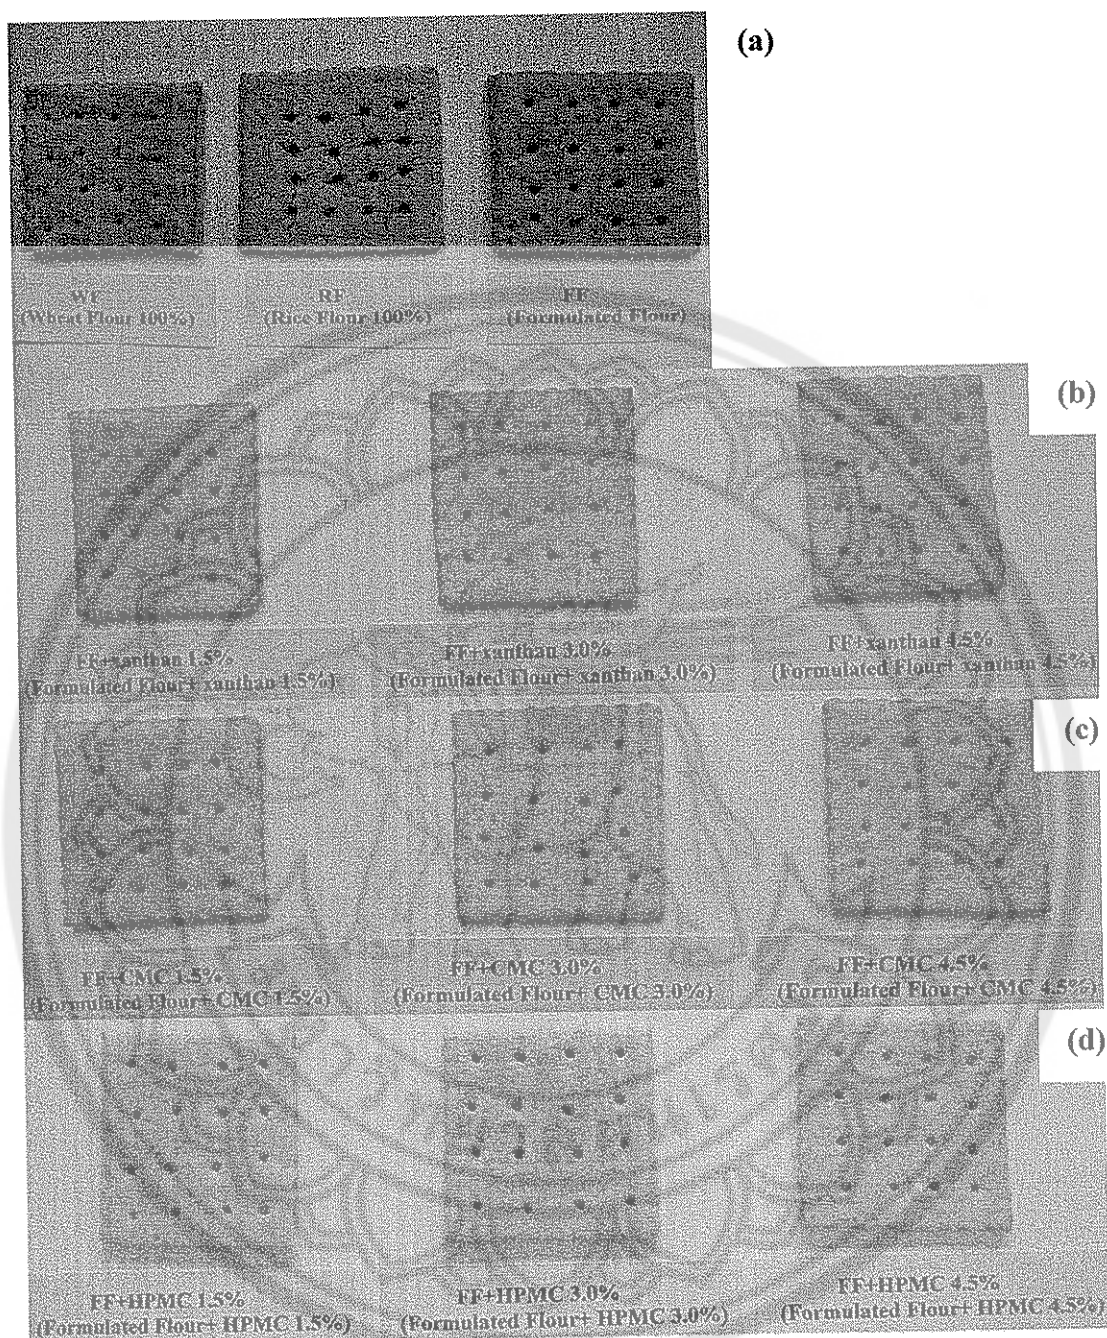 (a)
WF
(Wheat Flour 100%)
RF
(Rice Flour 100%)
FF
(Formulated Flour)
(b)
FF+xanthan 1.5%
(Formulated Flour+ xanthan 1.5%)
FF+xanthan 3.0%
(Formulated Flour+ xanthan 3.0%)
FF+xanthan 4.5%
(Formulated Flour+ xanthan 4.5%)
(c)
FF+CMC 1.5%
(Formulated Flour+ CMC 1.5%)
FF+CMC 3.0%
(Formulated Flour+ CMC 3.0%)
FF+CMC 4.5%
(Formulated Flour+ CMC 4.5%)
(d)
FF+HPMC 1.5%
(Formulated Flour+ HPMC 1.5%)
FF+HPMC 3.0%
(Formulated Flour+ HPMC 3.0%)
FF+HPMC 4.5%
(Formulated Flour+ HPMC 4.5%)